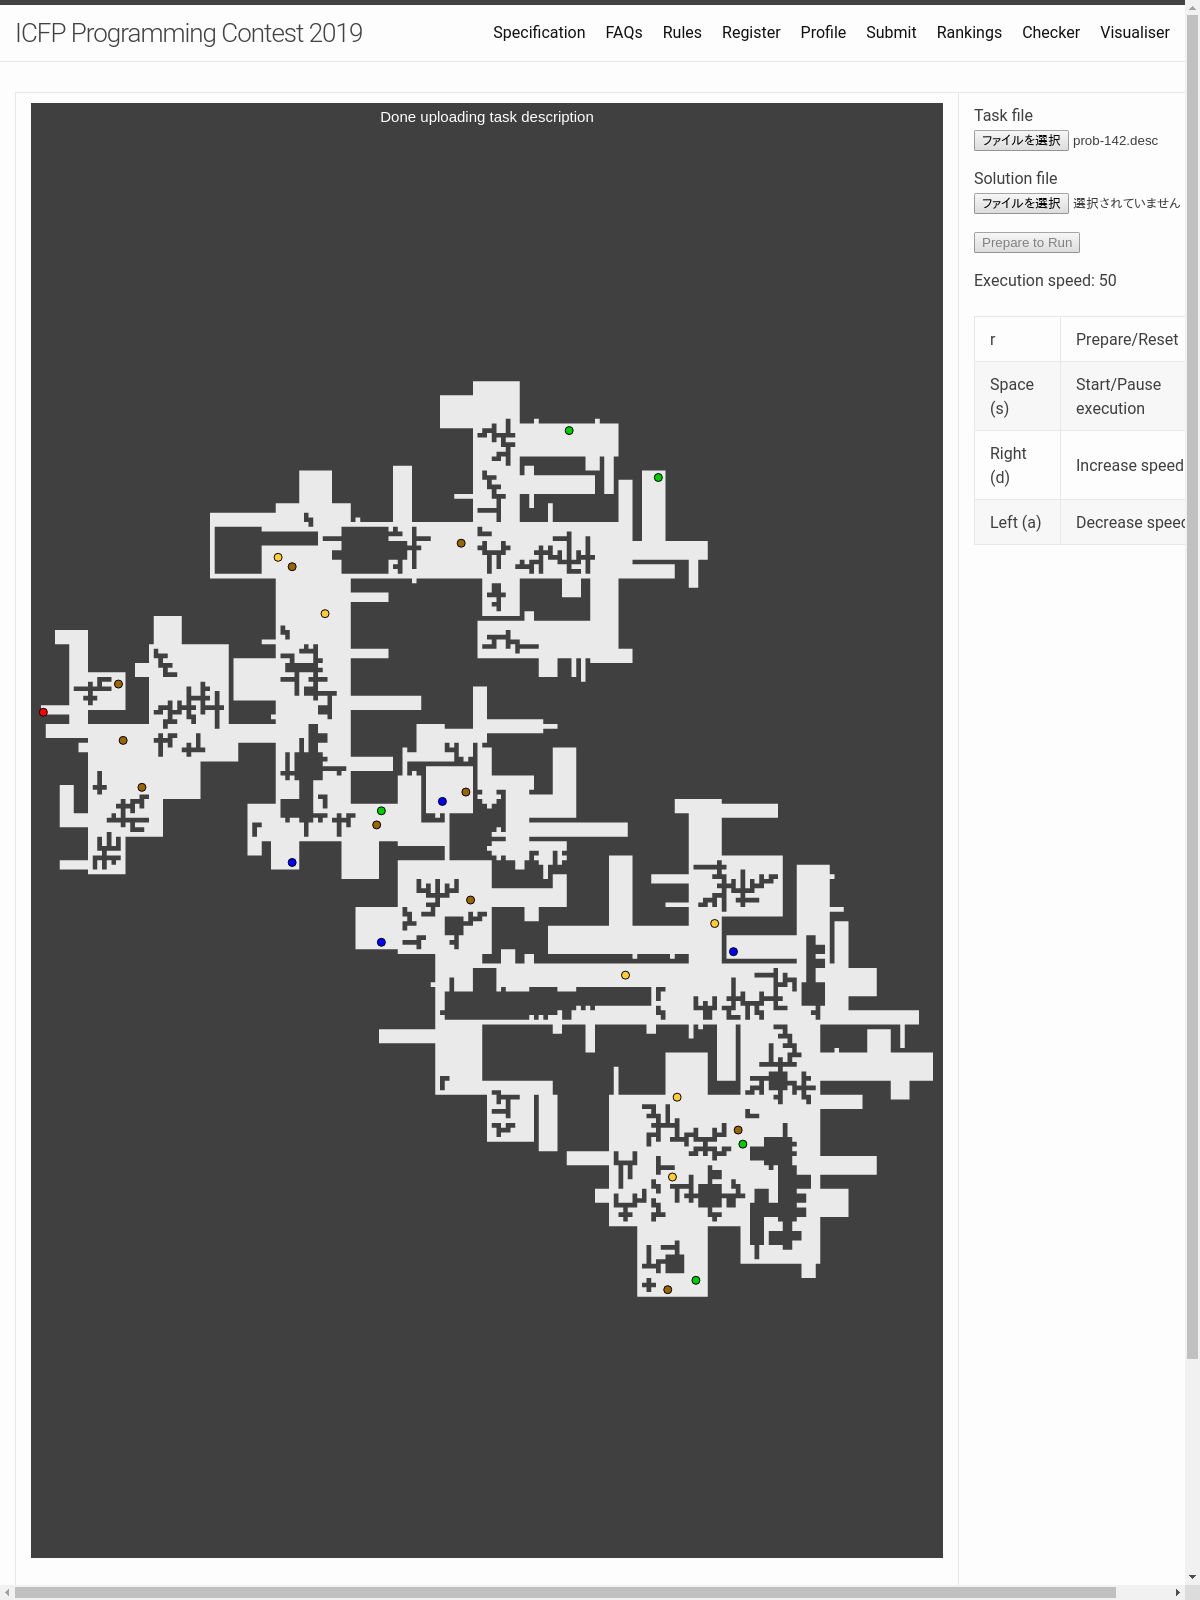 ICFP Programming Contest 2019
Specification FAQs Rules Register Profile Submit Rankings Checker Visualiser
Done uploading task description
Task file
ファイルを選択 prob-142.desc
Solution file
ファイルを選択 選択されていません
Prepare to Run
Execution speed: 50
r Prepare/Reset
Space (s) Start/Pause execution
Right (d) Increase speed
Left (a) Decrease speed